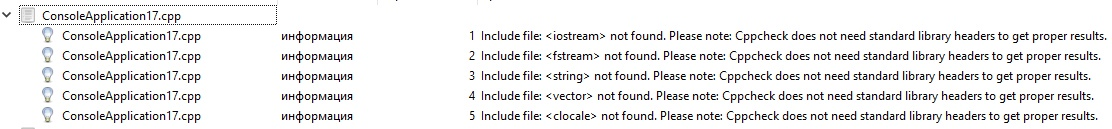 ConsoleApplication17.cpp
ConsoleApplication17.cpp информация 1 Include file: <iostream> not found. Please note: Cppcheck does not need standard library headers to get proper results.
ConsoleApplication17.cpp информация 2 Include file: <fstream> not found. Please note: Cppcheck does not need standard library headers to get proper results.
ConsoleApplication17.cpp информация 3 Include file: <string> not found. Please note: Cppcheck does not need standard library headers to get proper results.
ConsoleApplication17.cpp информация 4 Include file: <vector> not found. Please note: Cppcheck does not need standard library headers to get proper results.
ConsoleApplication17.cpp информация 5 Include file: <clocale> not found. Please note: Cppcheck does not need standard library headers to get proper results.